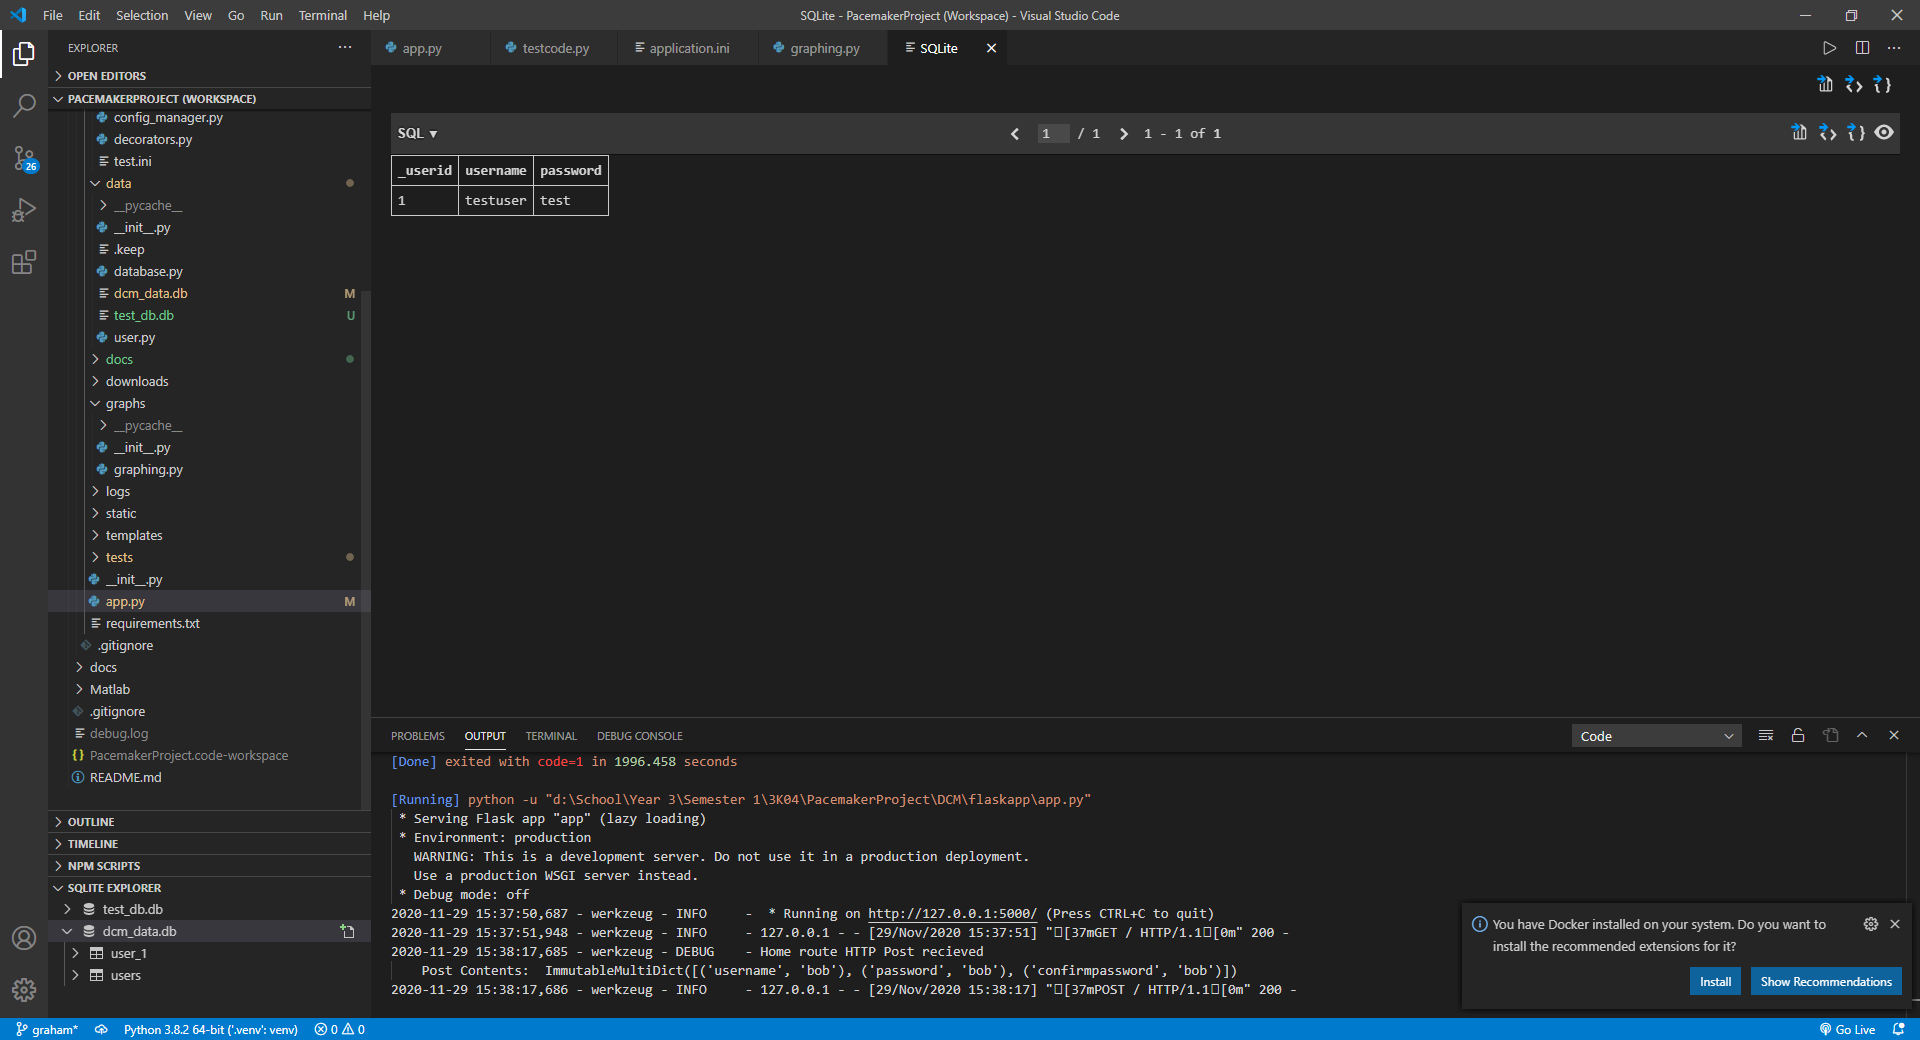 File Edit Selection View Go Run Terminal Help
SQLite - PacemakerProject (Workspace) - Visual Studio Code
EXPLORER
OPEN EDITORS
PACEMAKERPROJECT (WORKSPACE)
config_manager.py
decorators.py
test.ini
data
__pycache__
__init__.py
.keep
database.py
dcm_data.db M
test_db.db U
user.py
docs
downloads
graphs
__pycache__
__init__.py
graphing.py
logs
static
templates
tests
__init__.py
app.py M
requirements.txt
.gitignore
docs
Matlab
.gitignore
debug.log
PacemakerProject.code-workspace
README.md
OUTLINE
TIMELINE
NPM SCRIPTS
SQLITE EXPLORER
test_db.db
dcm_data.db
user_1
users
26
app.py testcode.py application.ini graphing.py SQLite
SQL ▼ 1 / 1 1 - 1 of 1
_userid username password
1 testuser test
PROBLEMS OUTPUT TERMINAL DEBUG CONSOLE Code
[Done] exited with code=1 in 1996.458 seconds
[Running] python -u "d:\School\Year 3\Semester 1\3K04\PacemakerProject\DCM\flaskapp\app.py"
* Serving Flask app "app" (lazy loading)
* Environment: production
WARNING: This is a development server. Do not use it in a production deployment.
Use a production WSGI server instead.
* Debug mode: off
2020-11-29 15:37:50,687 - werkzeug - INFO     -  * Running on http://127.0.0.1:5000/ (Press CTRL+C to quit)
2020-11-29 15:37:51,948 - werkzeug - INFO     - 127.0.0.1 - - [29/Nov/2020 15:37:51] "□[37mGET / HTTP/1.1□[0m" 200 -
2020-11-29 15:38:17,685 - werkzeug - DEBUG    - Home route HTTP Post recieved
Post Contents:  ImmutableMultiDict([('username', 'bob'), ('password', 'bob'), ('confirmpassword', 'bob')])
2020-11-29 15:38:17,686 - werkzeug - INFO     - 127.0.0.1 - - [29/Nov/2020 15:38:17] "□[37mPOST / HTTP/1.1□[0m" 200 -
You have Docker installed on your system. Do you want to
install the recommended extensions for it?
Install Show Recommendations
graham* Python 3.8.2 64-bit ('.venv': venv) 0 0 Go Live